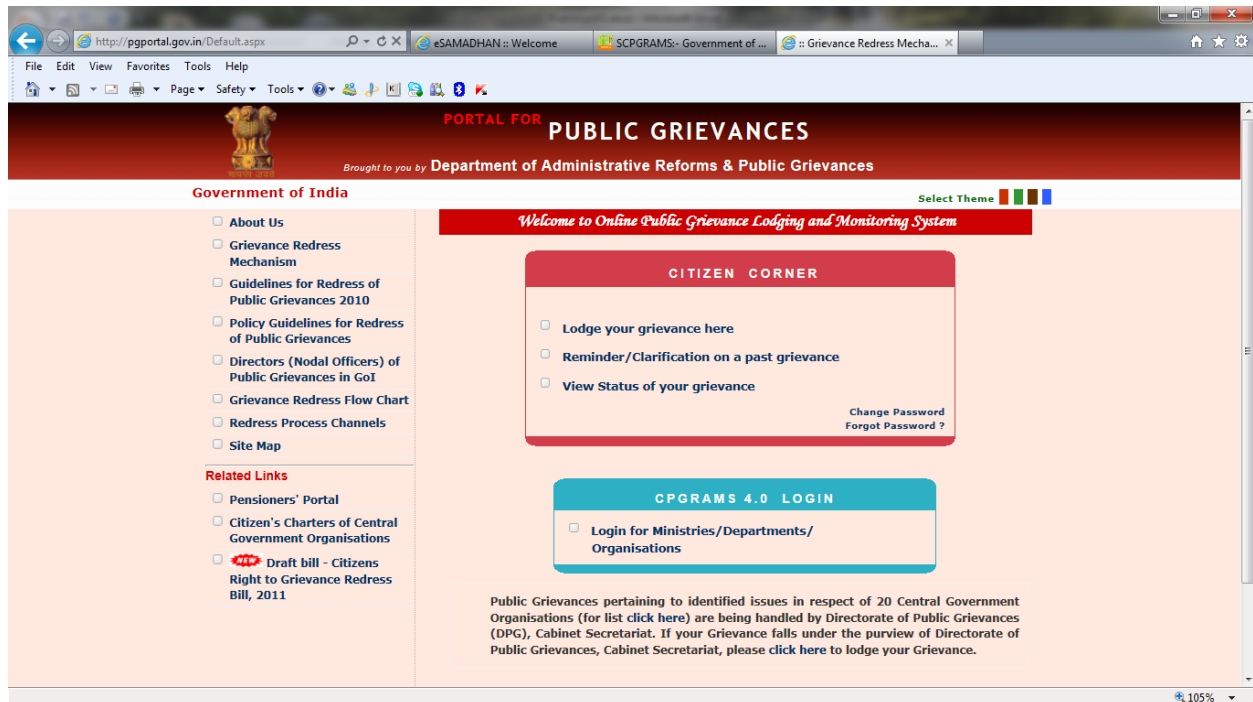 http://pgportal.gov.in/Default.aspx
eSAMADHAN :: Welcome
SCPGRAMS:- Government of ...
:: Grievance Redress Mecha...
File Edit View Favorites Tools Help
Page Safety Tools
PORTAL FOR PUBLIC GRIEVANCES
Brought to you by Department of Administrative Reforms & Public Grievances
Government of India
Select Theme
About Us
Grievance Redress
Mechanism
Guidelines for Redress of
Public Grievances 2010
Policy Guidelines for Redress
of Public Grievances
Directors (Nodal Officers) of
Public Grievances in GoI
Grievance Redress Flow Chart
Redress Process Channels
Site Map
Related Links
Pensioners' Portal
Citizen's Charters of Central
Government Organisations
NEW Draft bill - Citizens
Right to Grievance Redress
Bill, 2011
Welcome to Online Public Grievance Lodging and Monitoring System
CITIZEN CORNER
Lodge your grievance here
Reminder/Clarification on a past grievance
View Status of your grievance
Change Password
Forgot Password ?
CPGRAMS 4.0 LOGIN
Login for Ministries/Departments/
Organisations
Public Grievances pertaining to identified issues in respect of 20 Central Government
Organisations (for list click here) are being handled by Directorate of Public Grievances
(DPG), Cabinet Secretariat. If your Grievance falls under the purview of Directorate of
Public Grievances, Cabinet Secretariat, please click here to lodge your Grievance.
105%